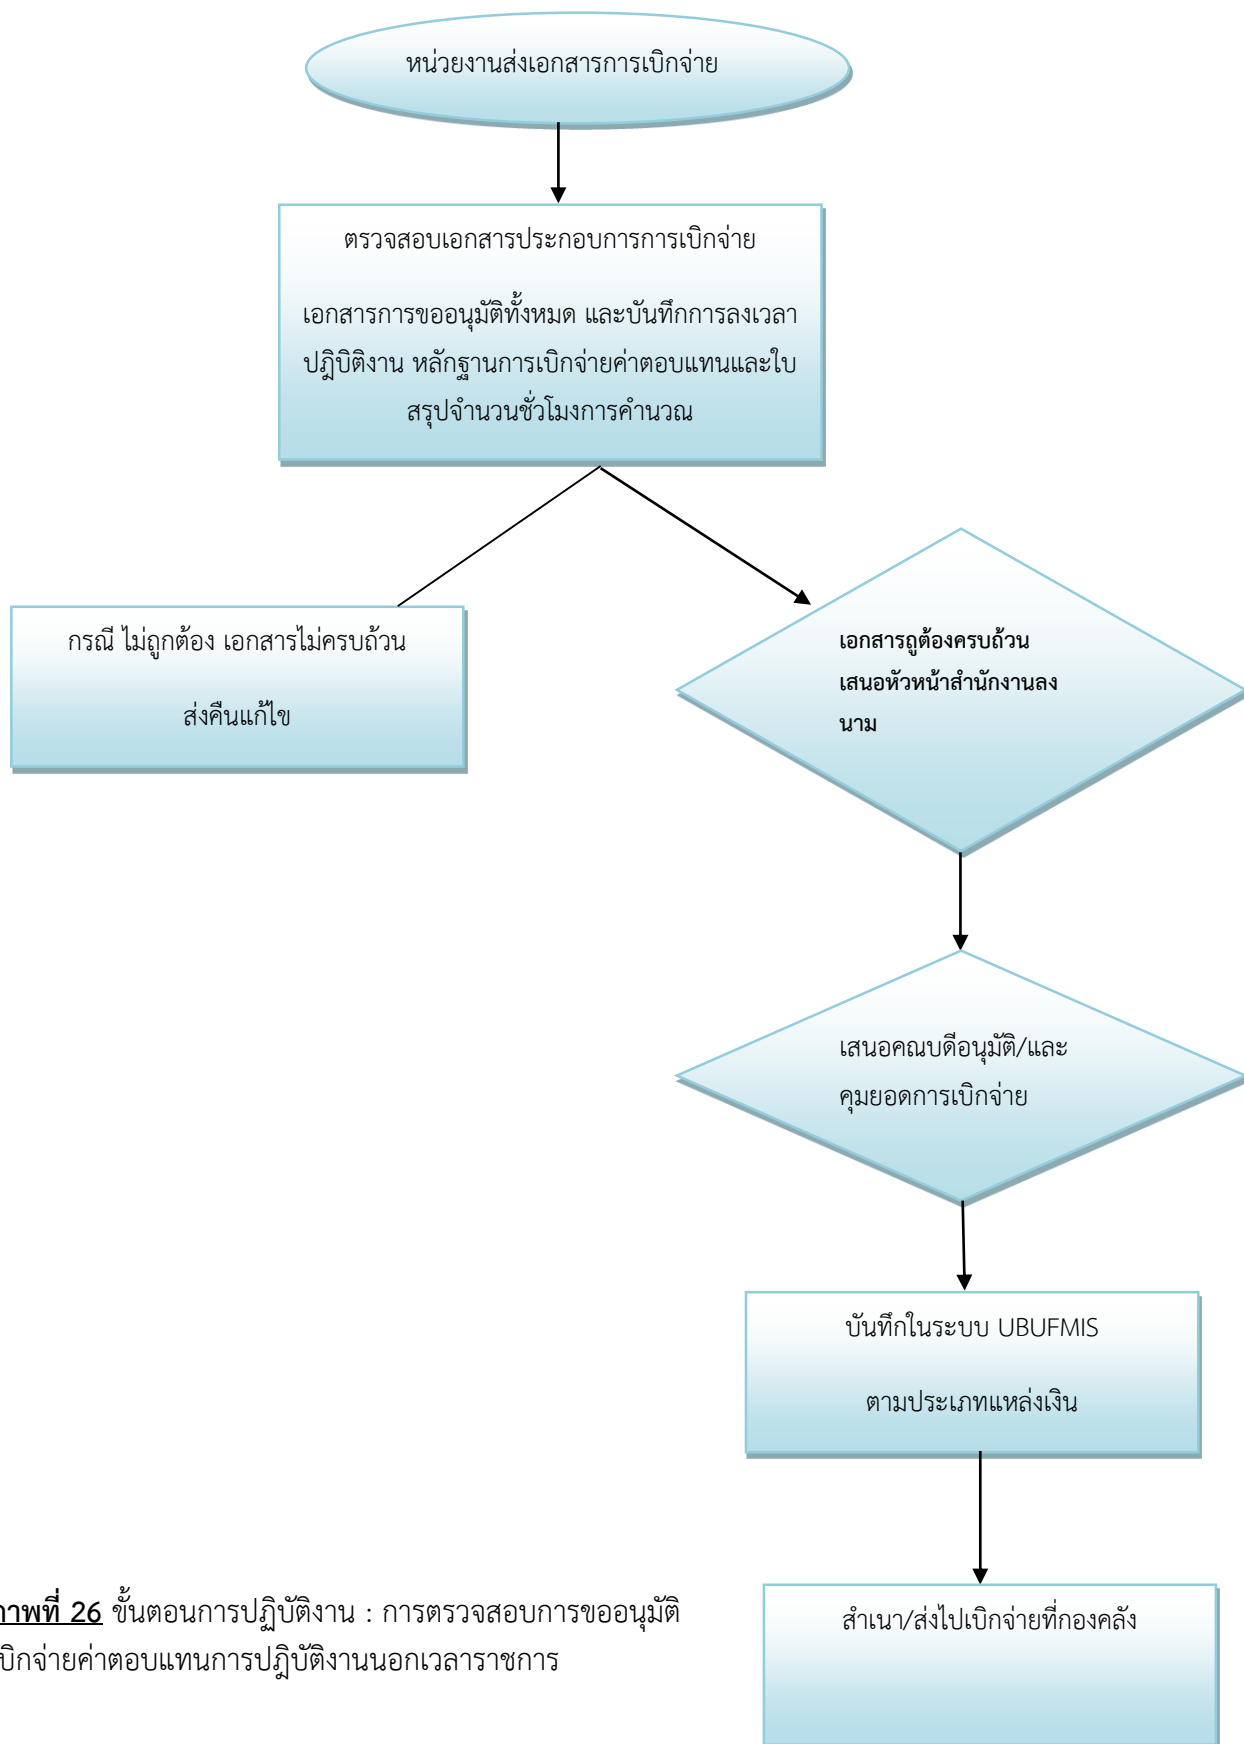 หน่วยงานส่งเอกสารการเบิกจ่าย
ตรวจสอบเอกสารประกอบการการเบิกจ่าย
เอกสารการขออนุมัติทั้งหมด และบันทึกการลงเวลา
ปฎิบิติงาน หลักฐานการเบิกจ่ายค่าตอบแทนและใบ
สรุปจำนวนชั่วโมงการคำนวณ
กรณี ไม่ถูกต้อง เอกสารไม่ครบถ้วน
ส่งคืนแก้ไข
เอกสารถูต้องครบถ้วน
เสนอหัวหน้าสำนักงานลง
นาม
เสนอคณบดีอนุมัติ/และ
คุมยอดการเบิกจ่าย
บันทึกในระบบ UBUFMIS
ตามประเภทแหล่งเงิน
สำเนา/ส่งไปเบิกจ่ายที่กองคลัง
าพที่ 26 ขั้นตอนการปฏิบัติงาน : การตรวจสอบการขออนุมัติ
เบิกจ่ายค่าตอบแทนการปฎิบัติงานนอกเวลาราชการ